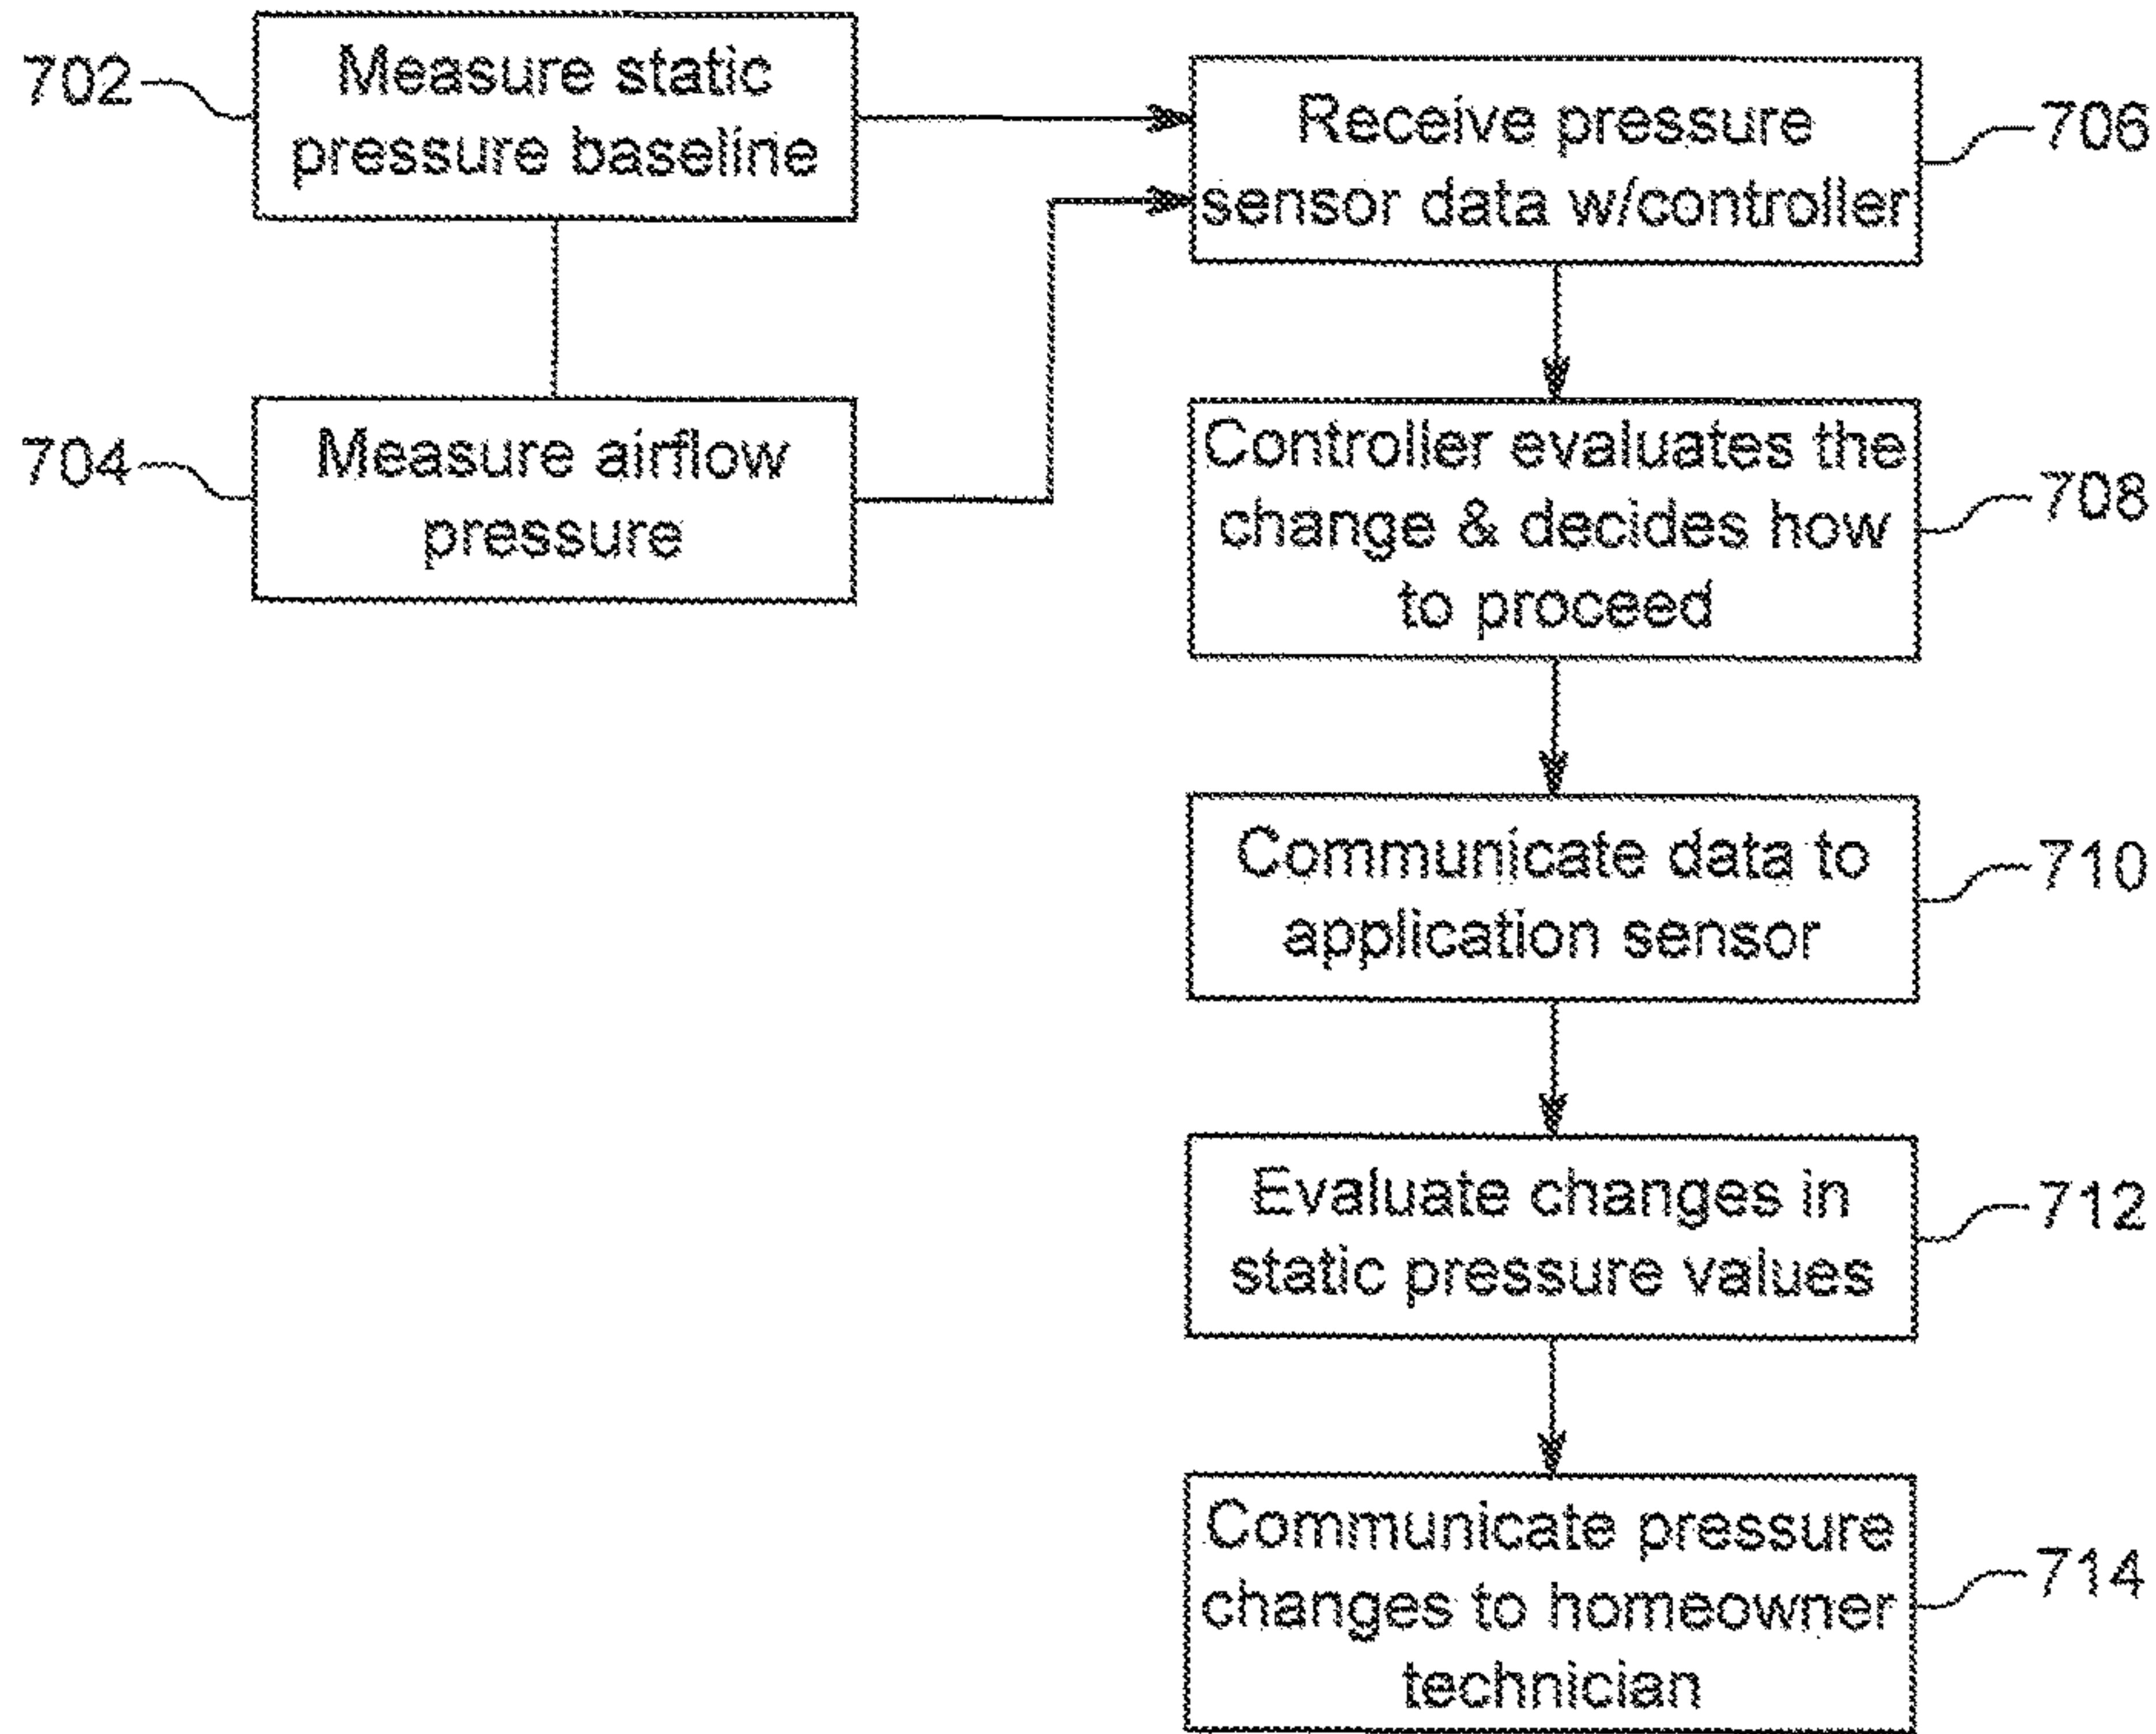 702
Measure static
pressure baseline
704
Measure airflow
pressure
Receive pressure
sensor data w/controller
706
Controller evaluates the
change & decides how
to proceed
708
Communicate data to
application sensor
710
Evaluate changes in
static pressure values
712
Communicate pressure
changes to homeowner
technician
714